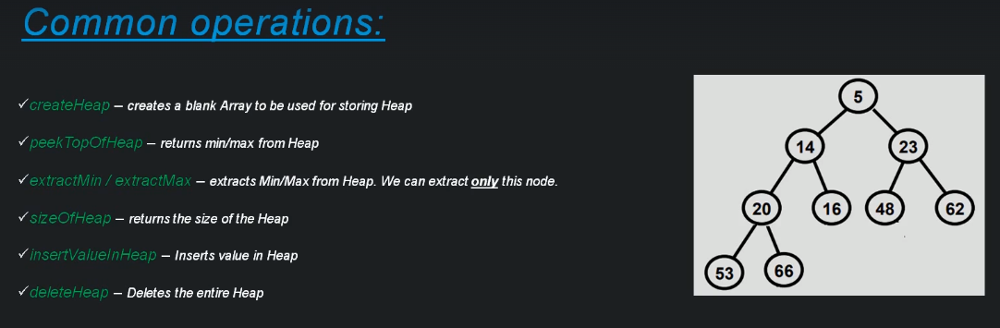 Common operations:
✓createHeap – creates a blank Array to be used for storing Heap
✓peekTopOfHeap – returns min/max from Heap
✓extractMin / extractMax – extracts Min/Max from Heap. We can extract only this node.
✓sizeOfHeap – returns the size of the Heap
✓insertValueInHeap – Inserts value in Heap
✓deleteHeap – Deletes the entire Heap
5
14 23
20 16 48 62
53 66